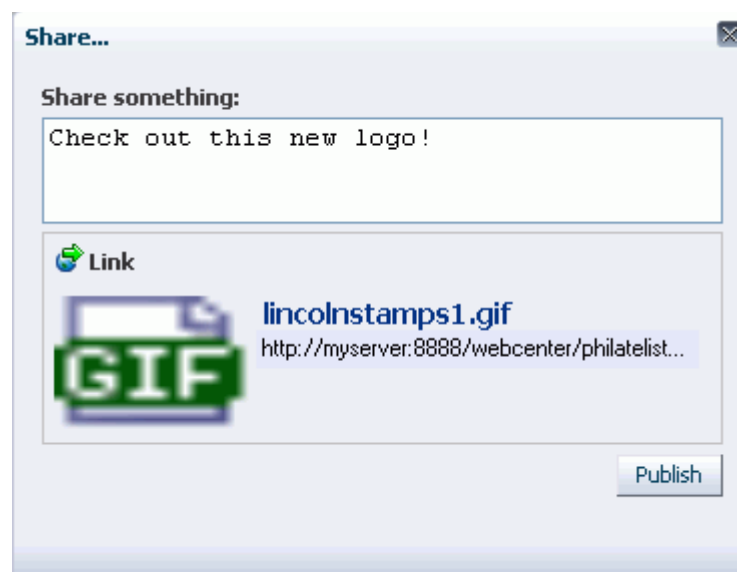 Share...
Share something:
Check out this new logo!
Link
GIF
lincolnstamps1.gif
http://myserver:8888/webcenter/philatelist...
Publish